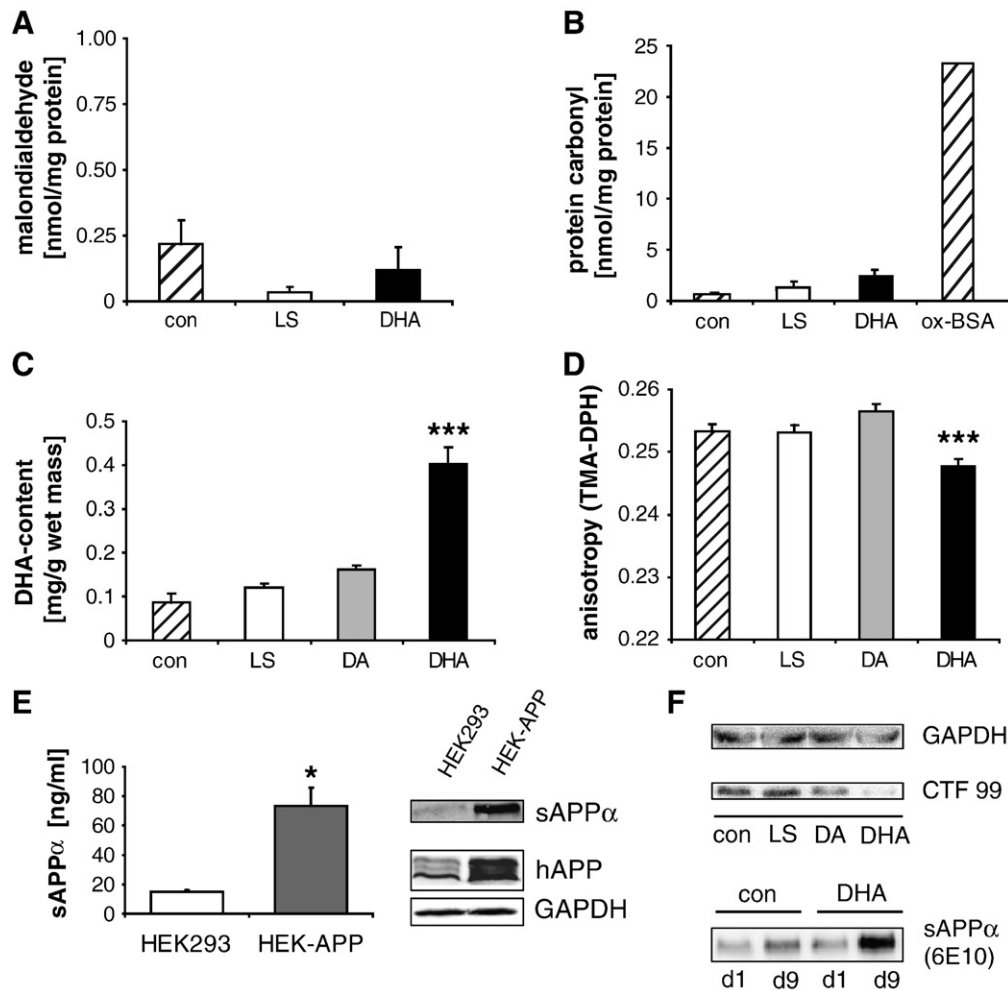 A
malondialdehyde
[nmol/mg protein]
1.00
0.75
0.50
0.25
0
con LS DHA
B
protein carbonyl
[nmol/mg protein]
25
20
15
10
5
0
con LS DHA ox-BSA
C
DHA-content
[mg/g wet mass]
0.5
0.4
0.3
0.2
0.1
0
***
con LS DA DHA
D
anisotropy (TMA-DPH)
0.26
0.25
0.24
0.23
0.22
***
con LS DA DHA
E
sAPPα [ng/ml]
100
80
60
40
20
0
*
HEK293 HEK-APP
HEK293 HEK-APP
sAPPα
hAPP
GAPDH
F
GAPDH
CTF 99
con LS DA DHA
con DHA
sAPPα
(6E10)
d1 d9 d1 d9